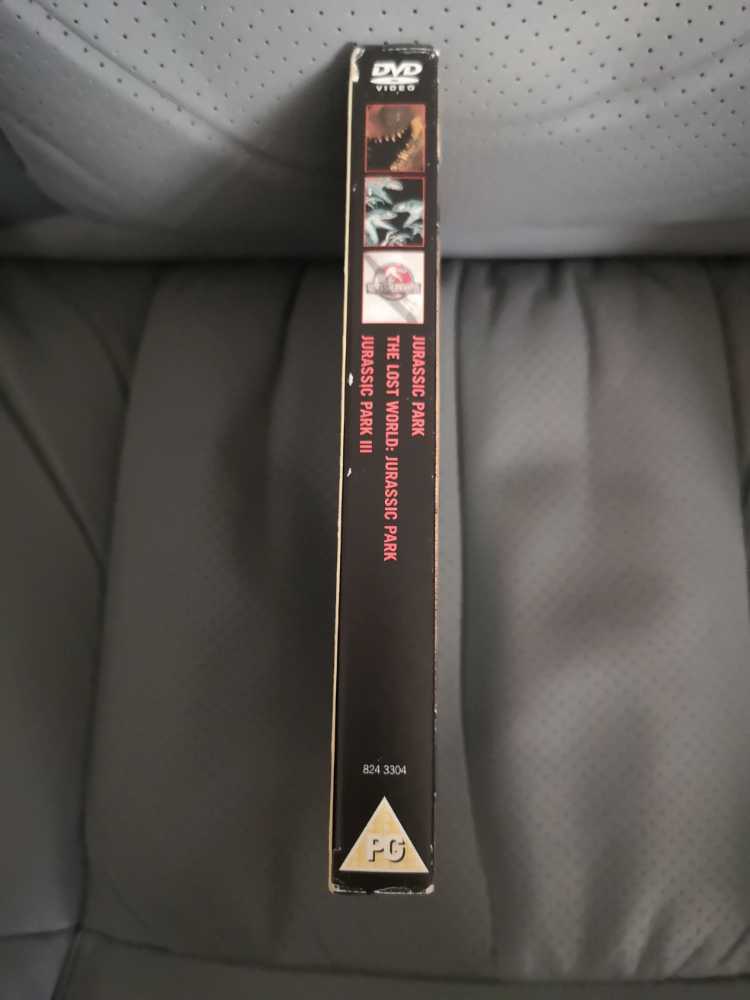 DVD
VIDEO
JURASSIC PARK
THE LOST WORLD: JURASSIC PARK
JURASSIC PARK III
824 3304
PG